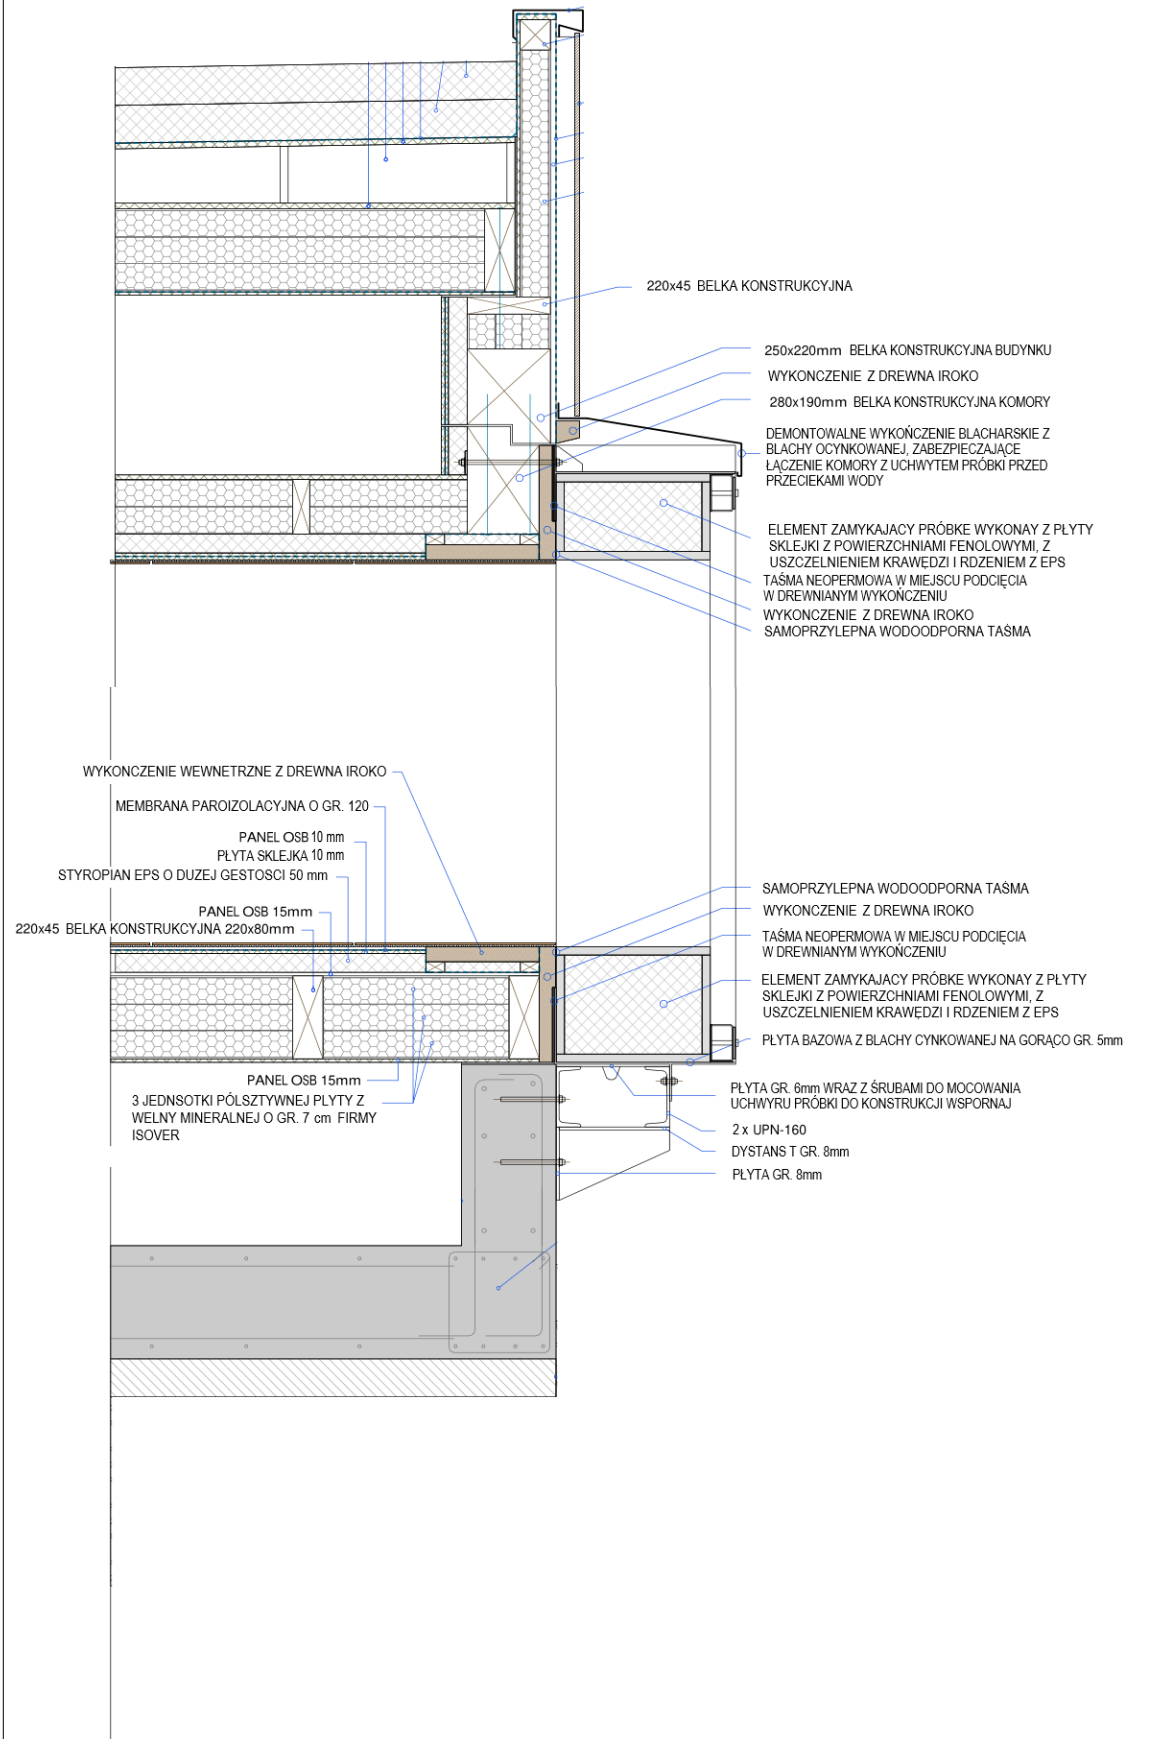 220x45 BELKA KONSTRUKCYJNA
250x220mm BELKA KONSTRUKCYJNA BUDYNKU
WYKONCZENIE Z DREWNA IROKO
280x190mm BELKA KONSTRUKCYJNA KOMORY
DEMONTOWALNE WYKOŃCZENIE BLACHARSKIE Z
BLACHY OCYNKOWANEJ, ZABEZPIECZAJĄCE
ŁĄCZENIE KOMORY Z UCHWYTEM PRÓBKI PRZED
PRZECIEKAMI WODY
ELEMENT ZAMYKAJACY PRÓBKE WYKONAY Z PŁYTY
SKLEJKI Z POWIERZCHNIAMI FENOLOWYMI, Z
USZCZELNIENIEM KRAWĘDZI I RDZENIEM Z EPS
TAŚMA NEOPERMOWA W MIEJSCU PODCIĘCIA
W DREWNIANYM WYKOŃCZENIU
WYKONCZENIE Z DREWNA IROKO
SAMOPRZYLEPNA WODOODPORNA TAŚMA
WYKONCZENIE WEWNETRZNE Z DREWNA IROKO
MEMBRANA PAROIZOLACYJNA O GR. 120
PANEL OSB 10 mm
PŁYTA SKLEJKA 10 mm
STYROPIAN EPS O DUZEJ GESTOSCI 50 mm
PANEL OSB 15mm
220x45 BELKA KONSTRUKCYJNA 220x80mm
SAMOPRZYLEPNA WODOODPORNA TAŚMA
WYKONCZENIE Z DREWNA IROKO
TAŚMA NEOPERMOWA W MIEJSCU PODCIĘCIA
W DREWNIANYM WYKOŃCZENIU
ELEMENT ZAMYKAJACY PRÓBKE WYKONAY Z PŁYTY
SKLEJKI Z POWIERZCHNIAMI FENOLOWYMI, Z
USZCZELNIENIEM KRAWĘDZI I RDZENIEM Z EPS
PŁYTA BAZOWA Z BLACHY CYNKOWANEJ NA GORĄCO GR. 5mm
PANEL OSB 15mm
3 JEDNSOTKI PÓLSZTYWNEJ PLYTY Z
WELNY MINERALNEJ O GR. 7 cm FIRMY
ISOVER
PŁYTA GR. 6mm WRAZ Z ŚRUBAMI DO MOCOWANIA
UCHWYRU PRÓBKI DO KONSTRUKCJI WSPORNAJ
2 x UPN-160
DYSTANS T GR. 8mm
PŁYTA GR. 8mm